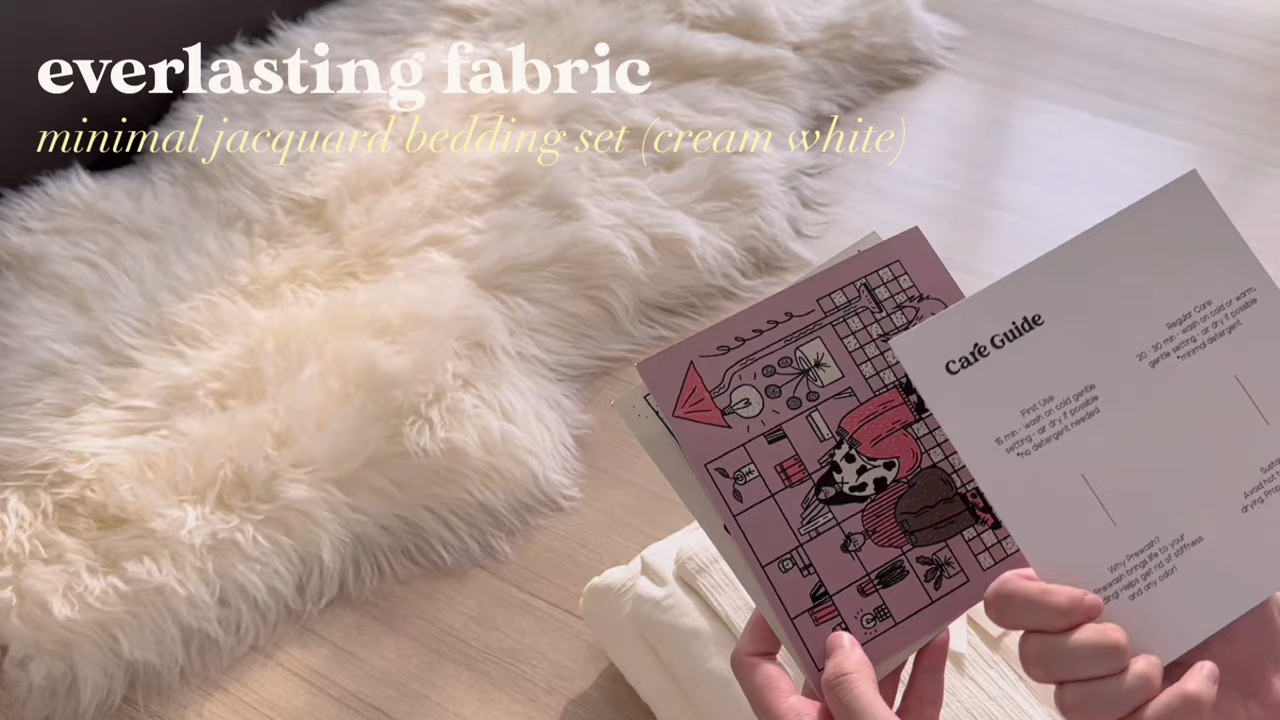 everlasting fabric
minimal jacquard bedding set (cream white)
Care Guide
First Use:
15 min - wash on cold gentle
setting - air dry if possible
*no detergent needed
Regular Care:
20 - 30 min - wash on cold or warm,
gentle setting - air dry if possible
*minimal detergent
Why Prewash?
Prewash brings life to your
Helps get rid of stiffness
and any odor!
Avoid hot
drying.